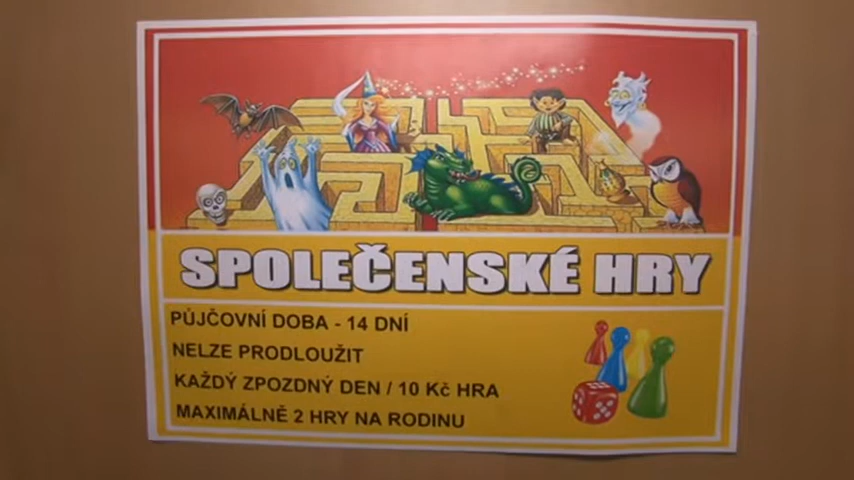 SPOLEČENSKÉ HRY
PŮJČOVNÍ DOBA - 14 DNÍ
NELZE PRODLOUŽIT
KAŽDÝ ZPOZDNÝ DEN / 10 Kč HRA
MAXIMÁLNĚ 2 HRY NA RODINU